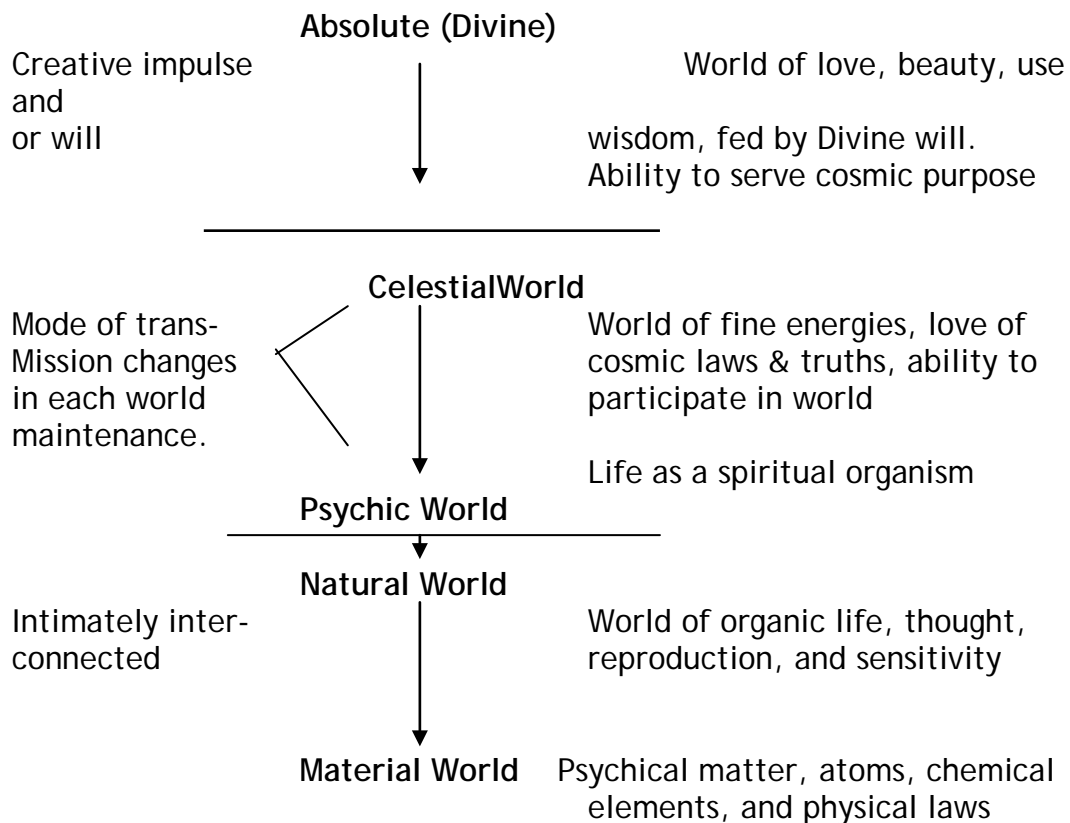 Absolute (Divine)
Creative impulse
and
or will
World of love, beauty, use
wisdom, fed by Divine will.
Ability to serve cosmic purpose
CelestialWorld
Mode of trans-
Mission changes
in each world
maintenance.
World of fine energies, love of
cosmic laws & truths, ability to
participate in world
Life as a spiritual organism
Psychic World
Natural World
Intimately inter-
connected
World of organic life, thought,
reproduction, and sensitivity
Material World
Psychical matter, atoms, chemical
elements, and physical laws